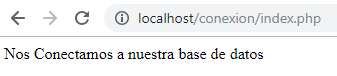 localhost/conexion/index.php
Nos Conectamos a nuestra base de datos